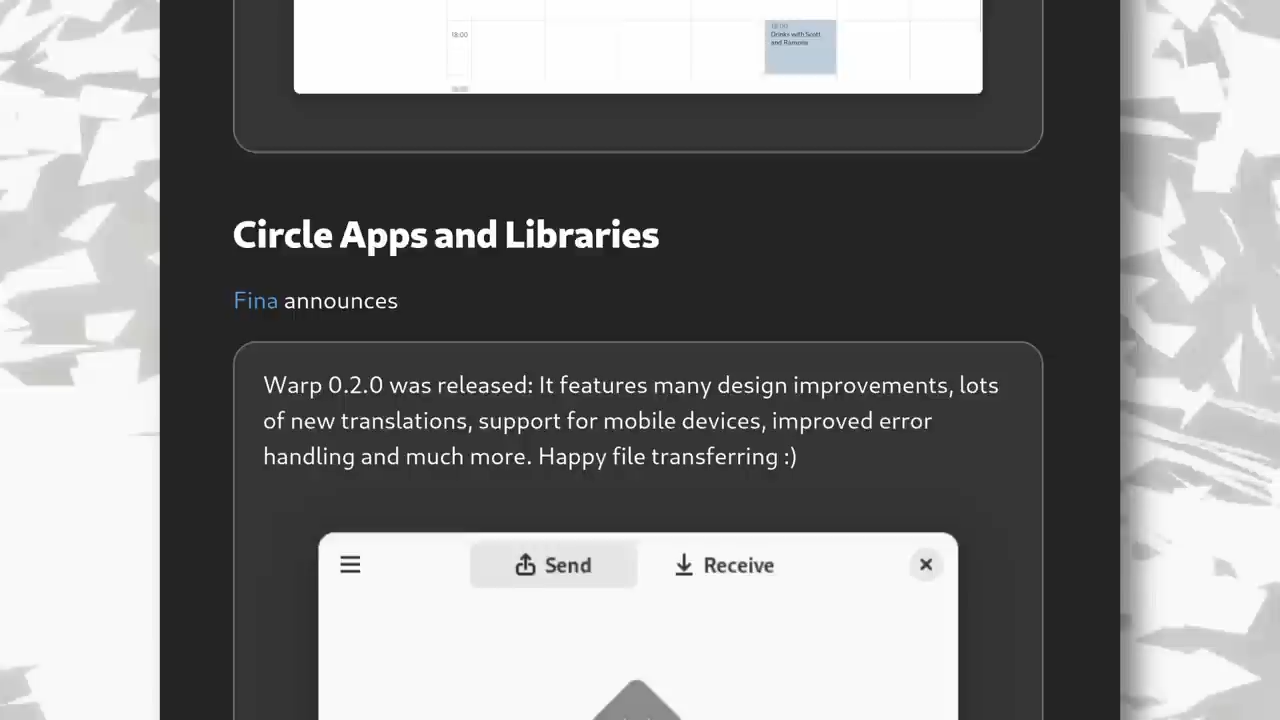 18:00
18:00
Drinks with Scott
and Ramona
Circle Apps and Libraries
Fina announces
Warp 0.2.0 was released: It features many design improvements, lots
of new translations, support for mobile devices, improved error
handling and much more. Happy file transferring :)
Send
Receive